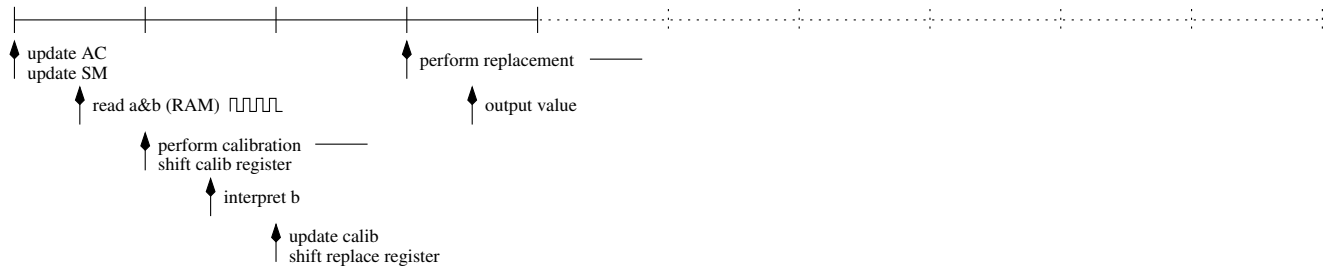 update AC
update SM
perform replacement
read a&b (RAM)
output value
perform calibration
shift calib register
interpret b
update calib
shift replace register